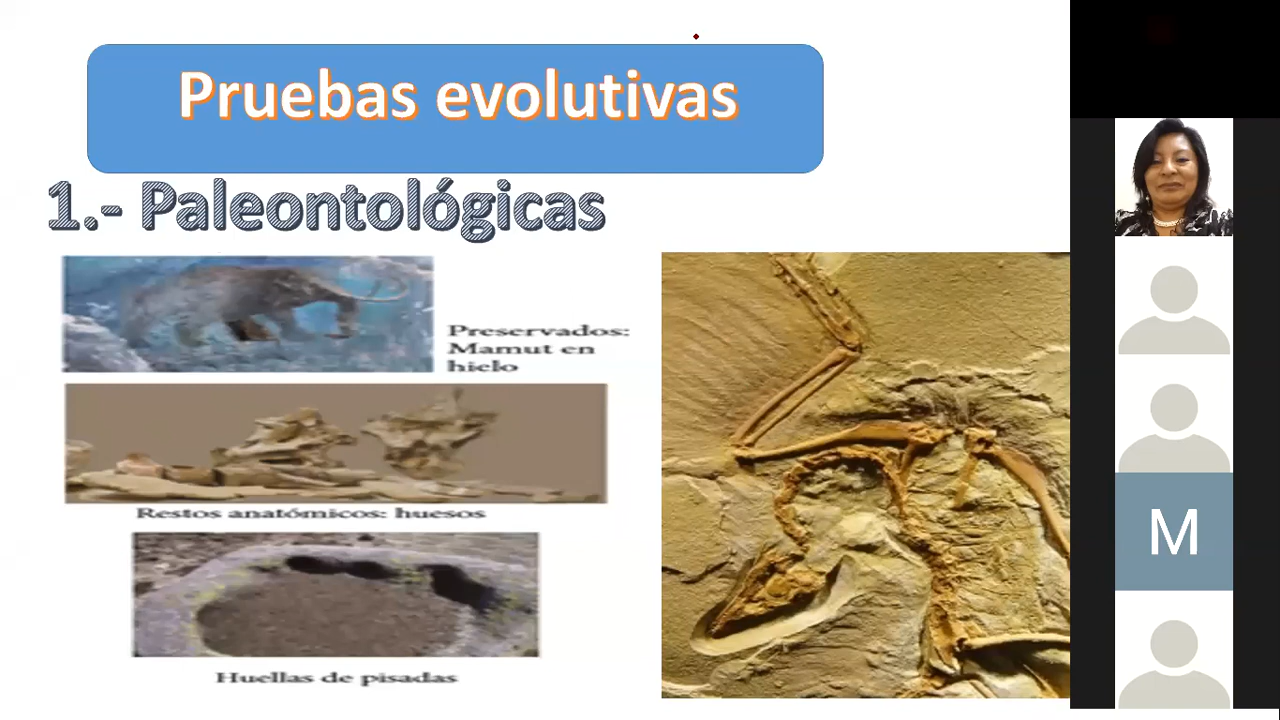 Pruebas evolutivas
1.- Paleontológicas
Preservados:
Mamut en
hielo
Restos anatómicos: huesos
Huellas de pisadas
M